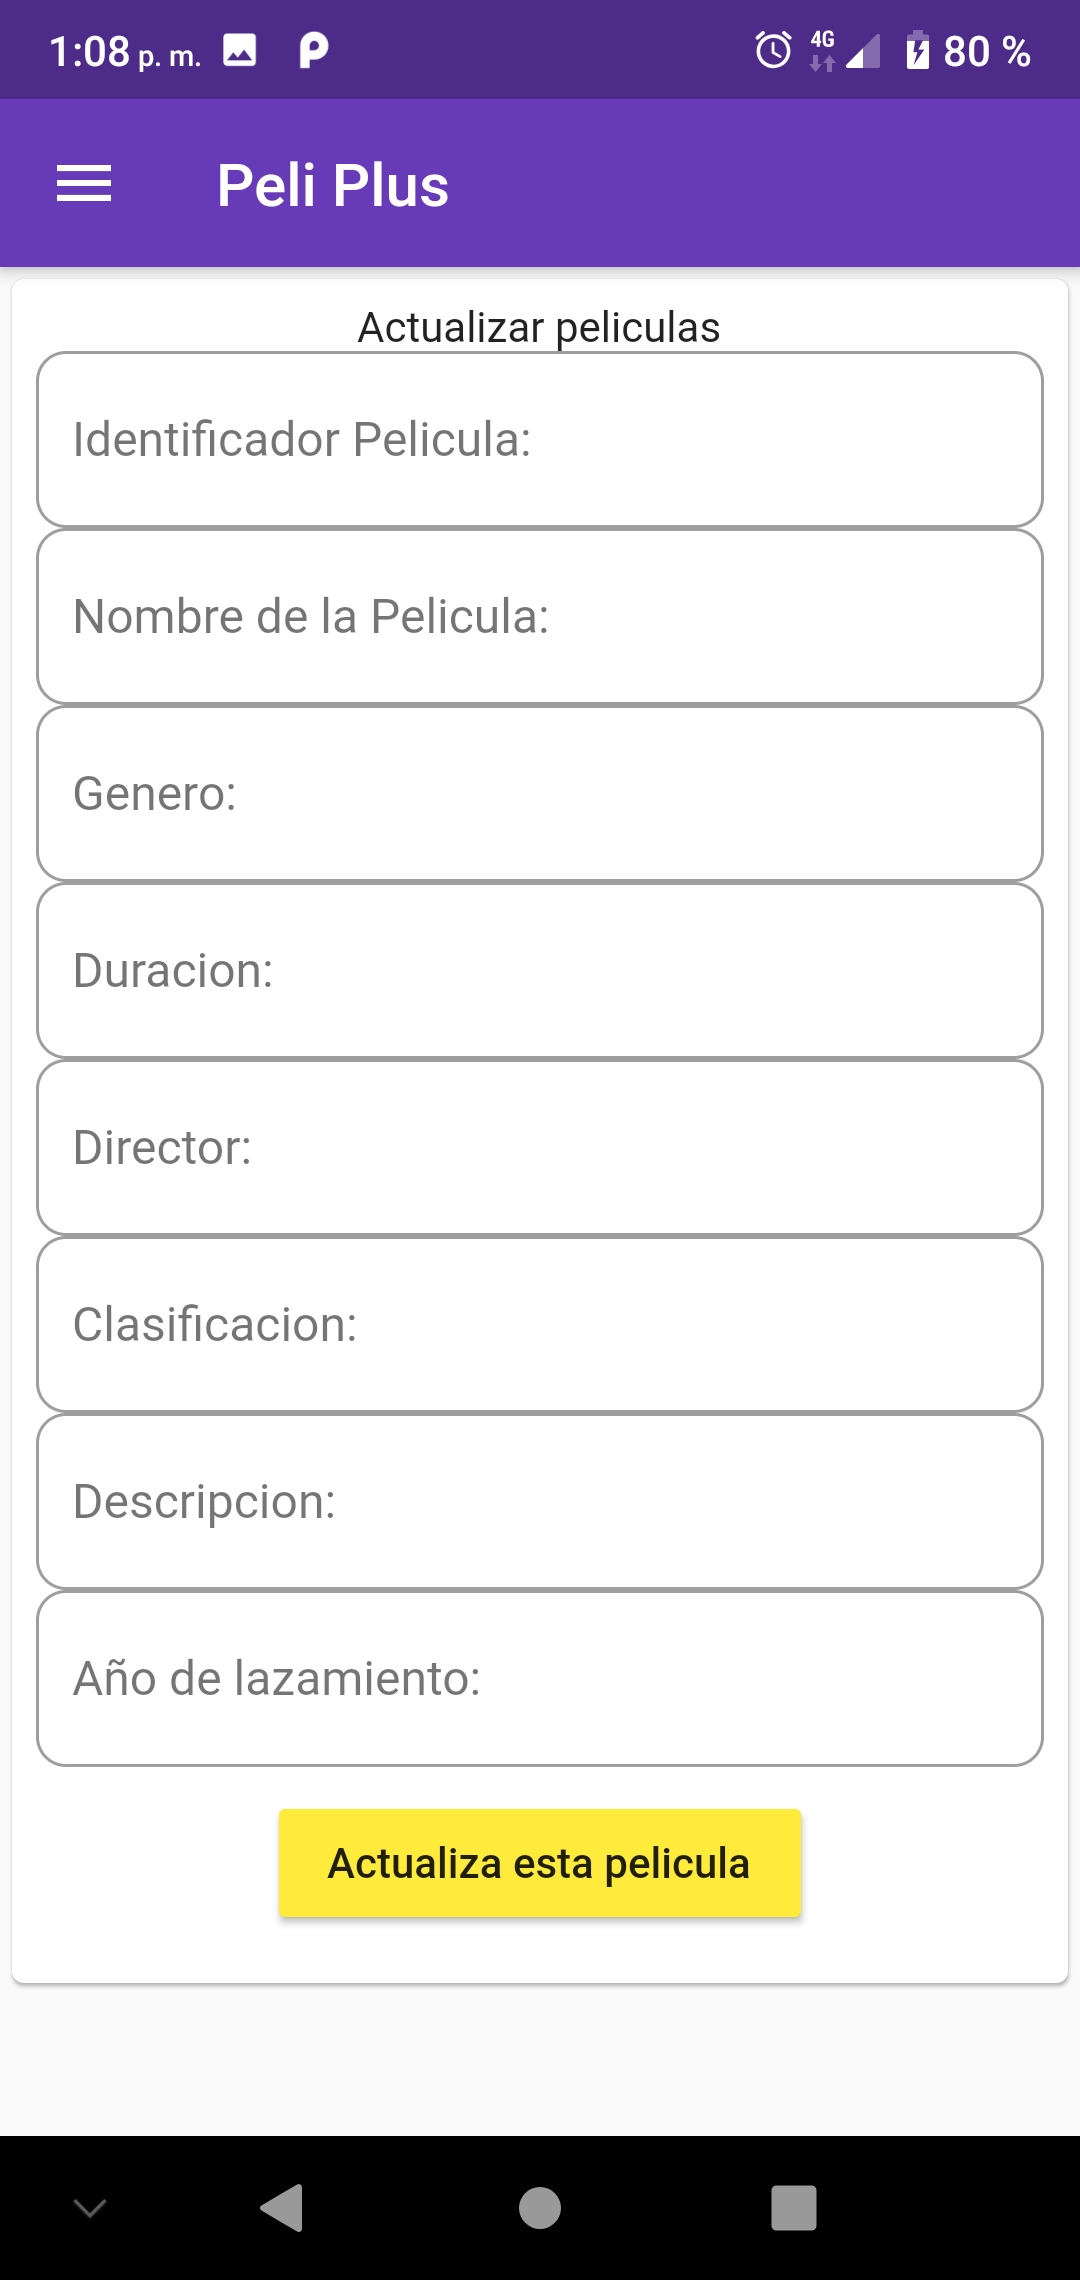 1:08 p. m.
4G
80 %
Peli Plus
Actualizar peliculas
Identificador Pelicula:
Nombre de la Pelicula:
Genero:
Duracion:
Director:
Clasificacion:
Descripcion:
Año de lazamiento:
Actualiza esta pelicula